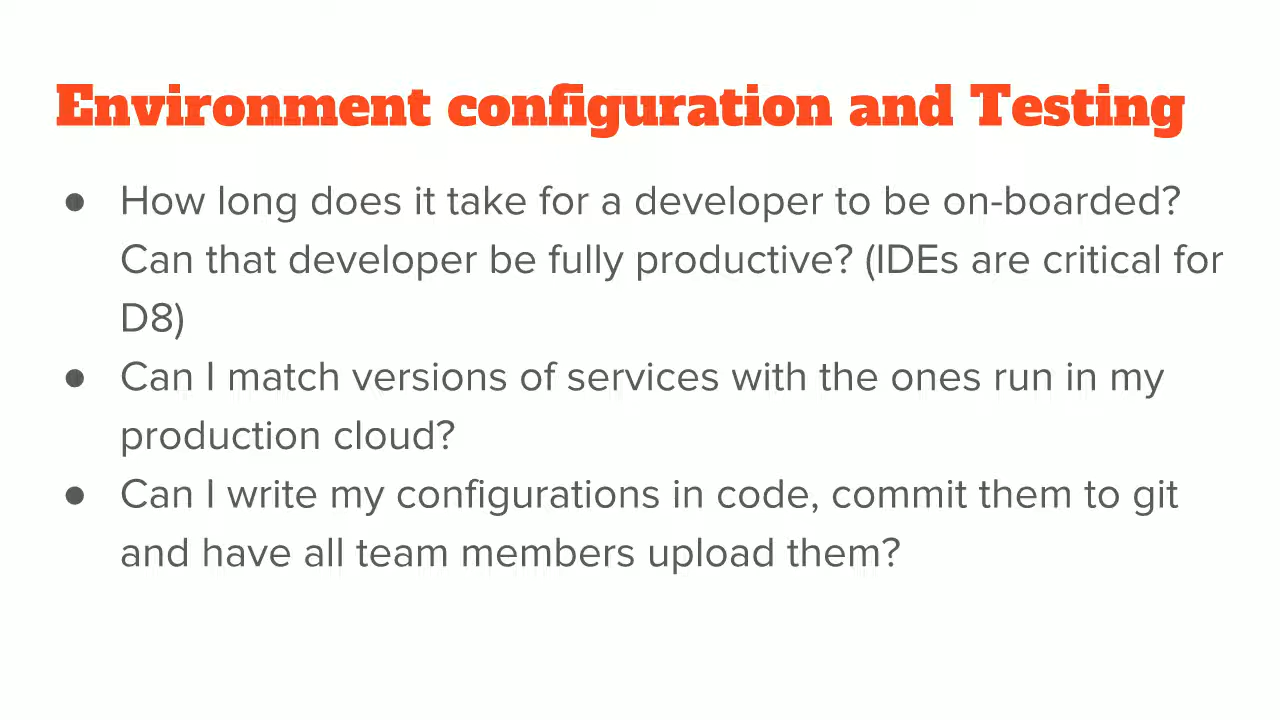 Environment configuration and Testing
● How long does it take for a developer to be on-boarded?
Can that developer be fully productive? (IDEs are critical for
D8)
● Can I match versions of services with the ones run in my
production cloud?
● Can I write my configurations in code, commit them to git
and have all team members upload them?